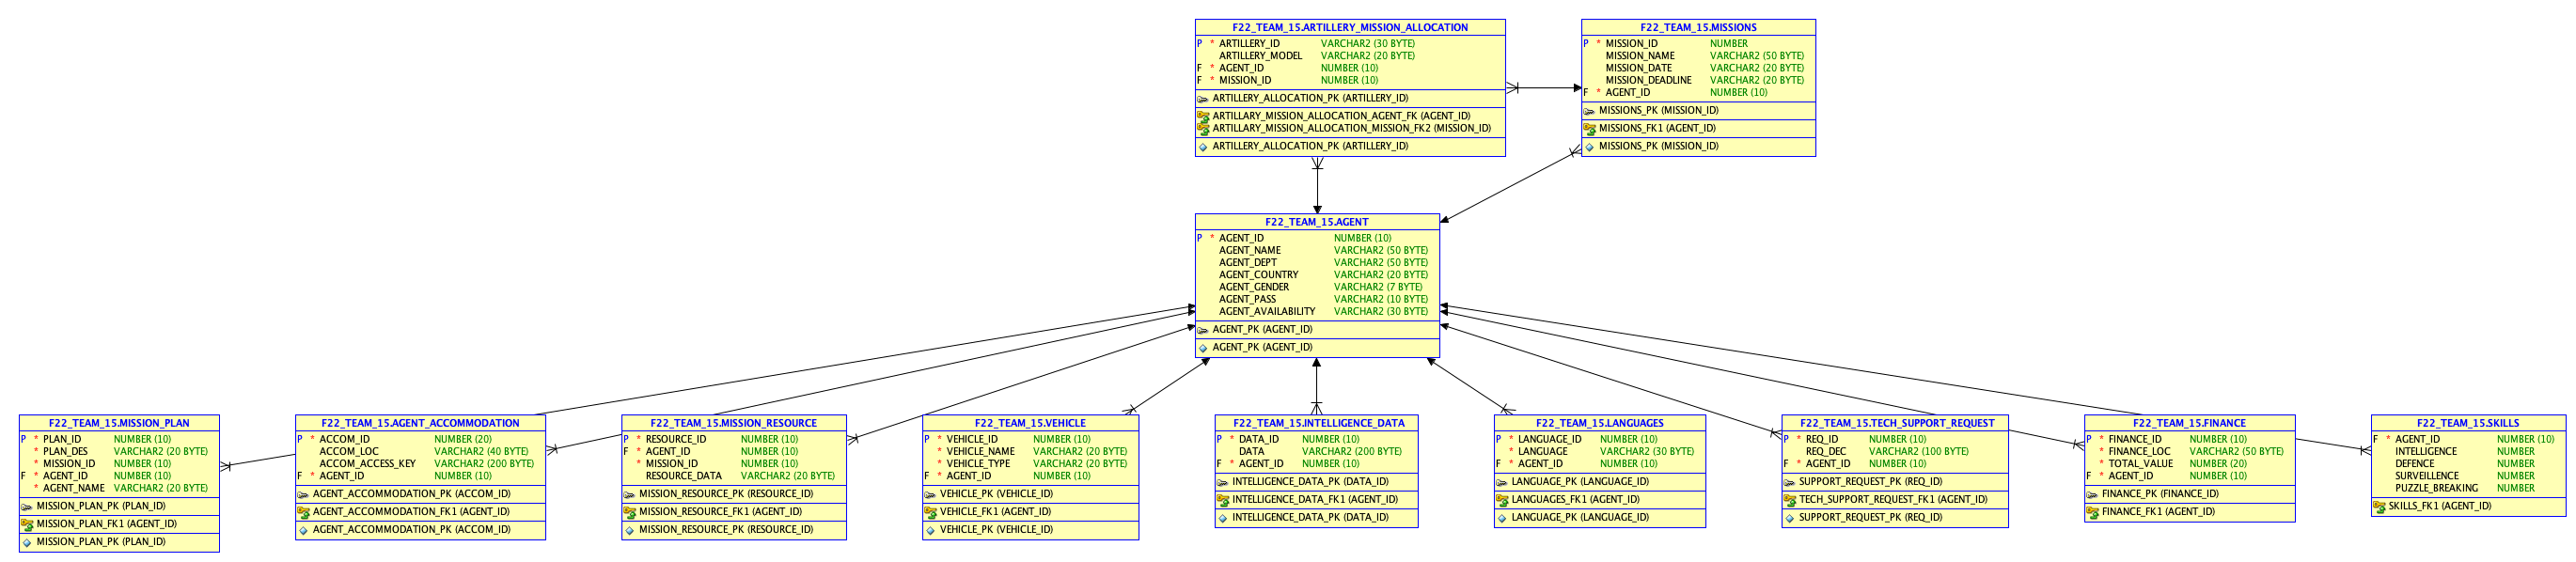 F22_TEAM_15.ARTILLERY_MISSION_ALLOCATION
P * ARTILLERY_ID VARCHAR2 (30 BYTE)
ARTILLERY_MODEL VARCHAR2 (20 BYTE)
F * AGENT_ID NUMBER (10)
F * MISSION_ID NUMBER (10)
ARTILLERY_ALLOCATION_PK (ARTILLERY_ID)
ARTILLARY_MISSION_ALLOCATION_AGENT_FK (AGENT_ID)
ARTILLARY_MISSION_ALLOCATION_MISSION_FK2 (MISSION_ID)
ARTILLERY_ALLOCATION_PK (ARTILLERY_ID)
F22_TEAM_15.MISSIONS
P * MISSION_ID NUMBER
MISSION_NAME VARCHAR2 (50 BYTE)
MISSION_DATE VARCHAR2 (20 BYTE)
MISSION_DEADLINE VARCHAR2 (20 BYTE)
F * AGENT_ID NUMBER (10)
MISSIONS_PK (MISSION_ID)
MISSIONS_FK1 (AGENT_ID)
MISSIONS_PK (MISSION_ID)
F22_TEAM_15.AGENT
P * AGENT_ID NUMBER (10)
AGENT_NAME VARCHAR2 (50 BYTE)
AGENT_DEPT VARCHAR2 (50 BYTE)
AGENT_COUNTRY VARCHAR2 (20 BYTE)
AGENT_GENDER VARCHAR2 (7 BYTE)
AGENT_PASS VARCHAR2 (10 BYTE)
AGENT_AVAILABILITY VARCHAR2 (30 BYTE)
AGENT_PK (AGENT_ID)
AGENT_PK (AGENT_ID)
F22_TEAM_15.MISSION_PLAN
P * PLAN_ID NUMBER (10)
* PLAN_DES VARCHAR2 (20 BYTE)
* MISSION_ID NUMBER (10)
F * AGENT_ID NUMBER (10)
* AGENT_NAME VARCHAR2 (20 BYTE)
MISSION_PLAN_PK (PLAN_ID)
MISSION_PLAN_FK1 (AGENT_ID)
MISSION_PLAN_PK (PLAN_ID)
F22_TEAM_15.AGENT_ACCOMMODATION
P * ACCOM_ID NUMBER (20)
ACCOM_LOC VARCHAR2 (40 BYTE)
ACCOM_ACCESS_KEY VARCHAR2 (200 BYTE)
F * AGENT_ID NUMBER (10)
AGENT_ACCOMMODATION_PK (ACCOM_ID)
AGENT_ACCOMMODATION_FK1 (AGENT_ID)
AGENT_ACCOMMODATION_PK (ACCOM_ID)
F22_TEAM_15.MISSION_RESOURCE
P * RESOURCE_ID NUMBER (10)
F * AGENT_ID NUMBER (10)
* MISSION_ID NUMBER (10)
RESOURCE_DATA VARCHAR2 (20 BYTE)
MISSION_RESOURCE_PK (RESOURCE_ID)
MISSION_RESOURCE_FK1 (AGENT_ID)
MISSION_RESOURCE_PK (RESOURCE_ID)
F22_TEAM_15.VEHICLE
P * VEHICLE_ID NUMBER (10)
* VEHICLE_NAME VARCHAR2 (20 BYTE)
* VEHICLE_TYPE VARCHAR2 (20 BYTE)
F * AGENT_ID NUMBER (10)
VEHICLE_PK (VEHICLE_ID)
VEHICLE_FK1 (AGENT_ID)
VEHICLE_PK (VEHICLE_ID)
F22_TEAM_15.INTELLIGENCE_DATA
P * DATA_ID NUMBER (10)
DATA VARCHAR2 (200 BYTE)
F * AGENT_ID NUMBER (10)
INTELLIGENCE_DATA_PK (DATA_ID)
INTELLIGENCE_DATA_FK1 (AGENT_ID)
INTELLIGENCE_DATA_PK (DATA_ID)
F22_TEAM_15.LANGUAGES
P * LANGUAGE_ID NUMBER (10)
* LANGUAGE VARCHAR2 (30 BYTE)
F * AGENT_ID NUMBER (10)
LANGUAGE_PK (LANGUAGE_ID)
LANGUAGES_FK1 (AGENT_ID)
LANGUAGE_PK (LANGUAGE_ID)
F22_TEAM_15.TECH_SUPPORT_REQUEST
P * REQ_ID NUMBER (10)
REQ_DEC VARCHAR2 (100 BYTE)
F * AGENT_ID NUMBER (10)
SUPPORT_REQUEST_PK (REQ_ID)
TECH_SUPPORT_REQUEST_FK1 (AGENT_ID)
SUPPORT_REQUEST_PK (REQ_ID)
F22_TEAM_15.FINANCE
P * FINANCE_ID NUMBER (10)
* FINANCE_LOC VARCHAR2 (50 BYTE)
* TOTAL_VALUE NUMBER (20)
F * AGENT_ID NUMBER (10)
FINANCE_PK (FINANCE_ID)
FINANCE_FK1 (AGENT_ID)
F22_TEAM_15.SKILLS
F * AGENT_ID NUMBER (10)
INTELLIGENCE NUMBER
DEFENCE NUMBER
SURVEILLENCE NUMBER
PUZZLE_BREAKING NUMBER
SKILLS_FK1 (AGENT_ID)